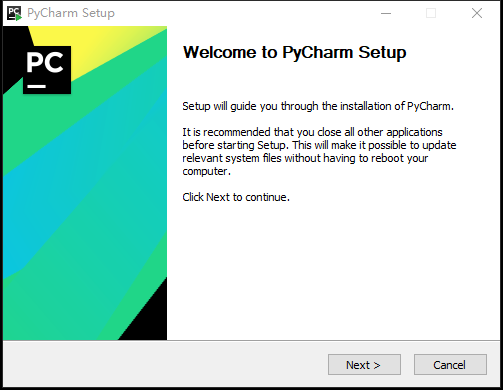 PC PyCharm Setup
PC
Welcome to PyCharm Setup
Setup will guide you through the installation of PyCharm.
It is recommended that you close all other applications
before starting Setup. This will make it possible to update
relevant system files without having to reboot your
computer.
Click Next to continue.
Next >
Cancel